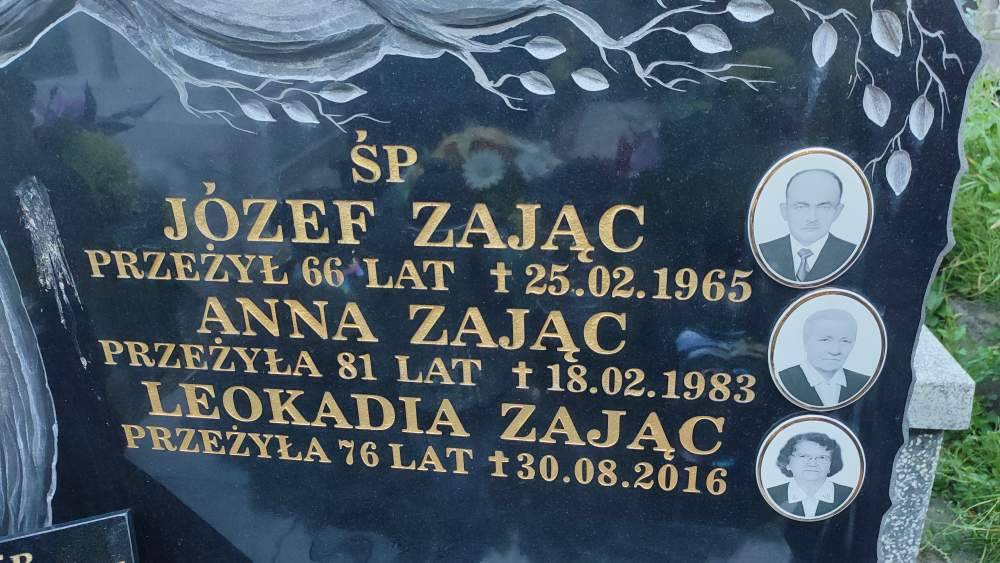 ŚP
JÓZEF ZAJĄC
PRZEŻYŁ 66 LAT † 25.02.1965
ANNA ZAJĄC
PRZEŻYŁA 81 LAT † 18.02.1983
LEOKADIA ZAJĄC
PRZEŻYŁA 76 LAT † 30.08.2016